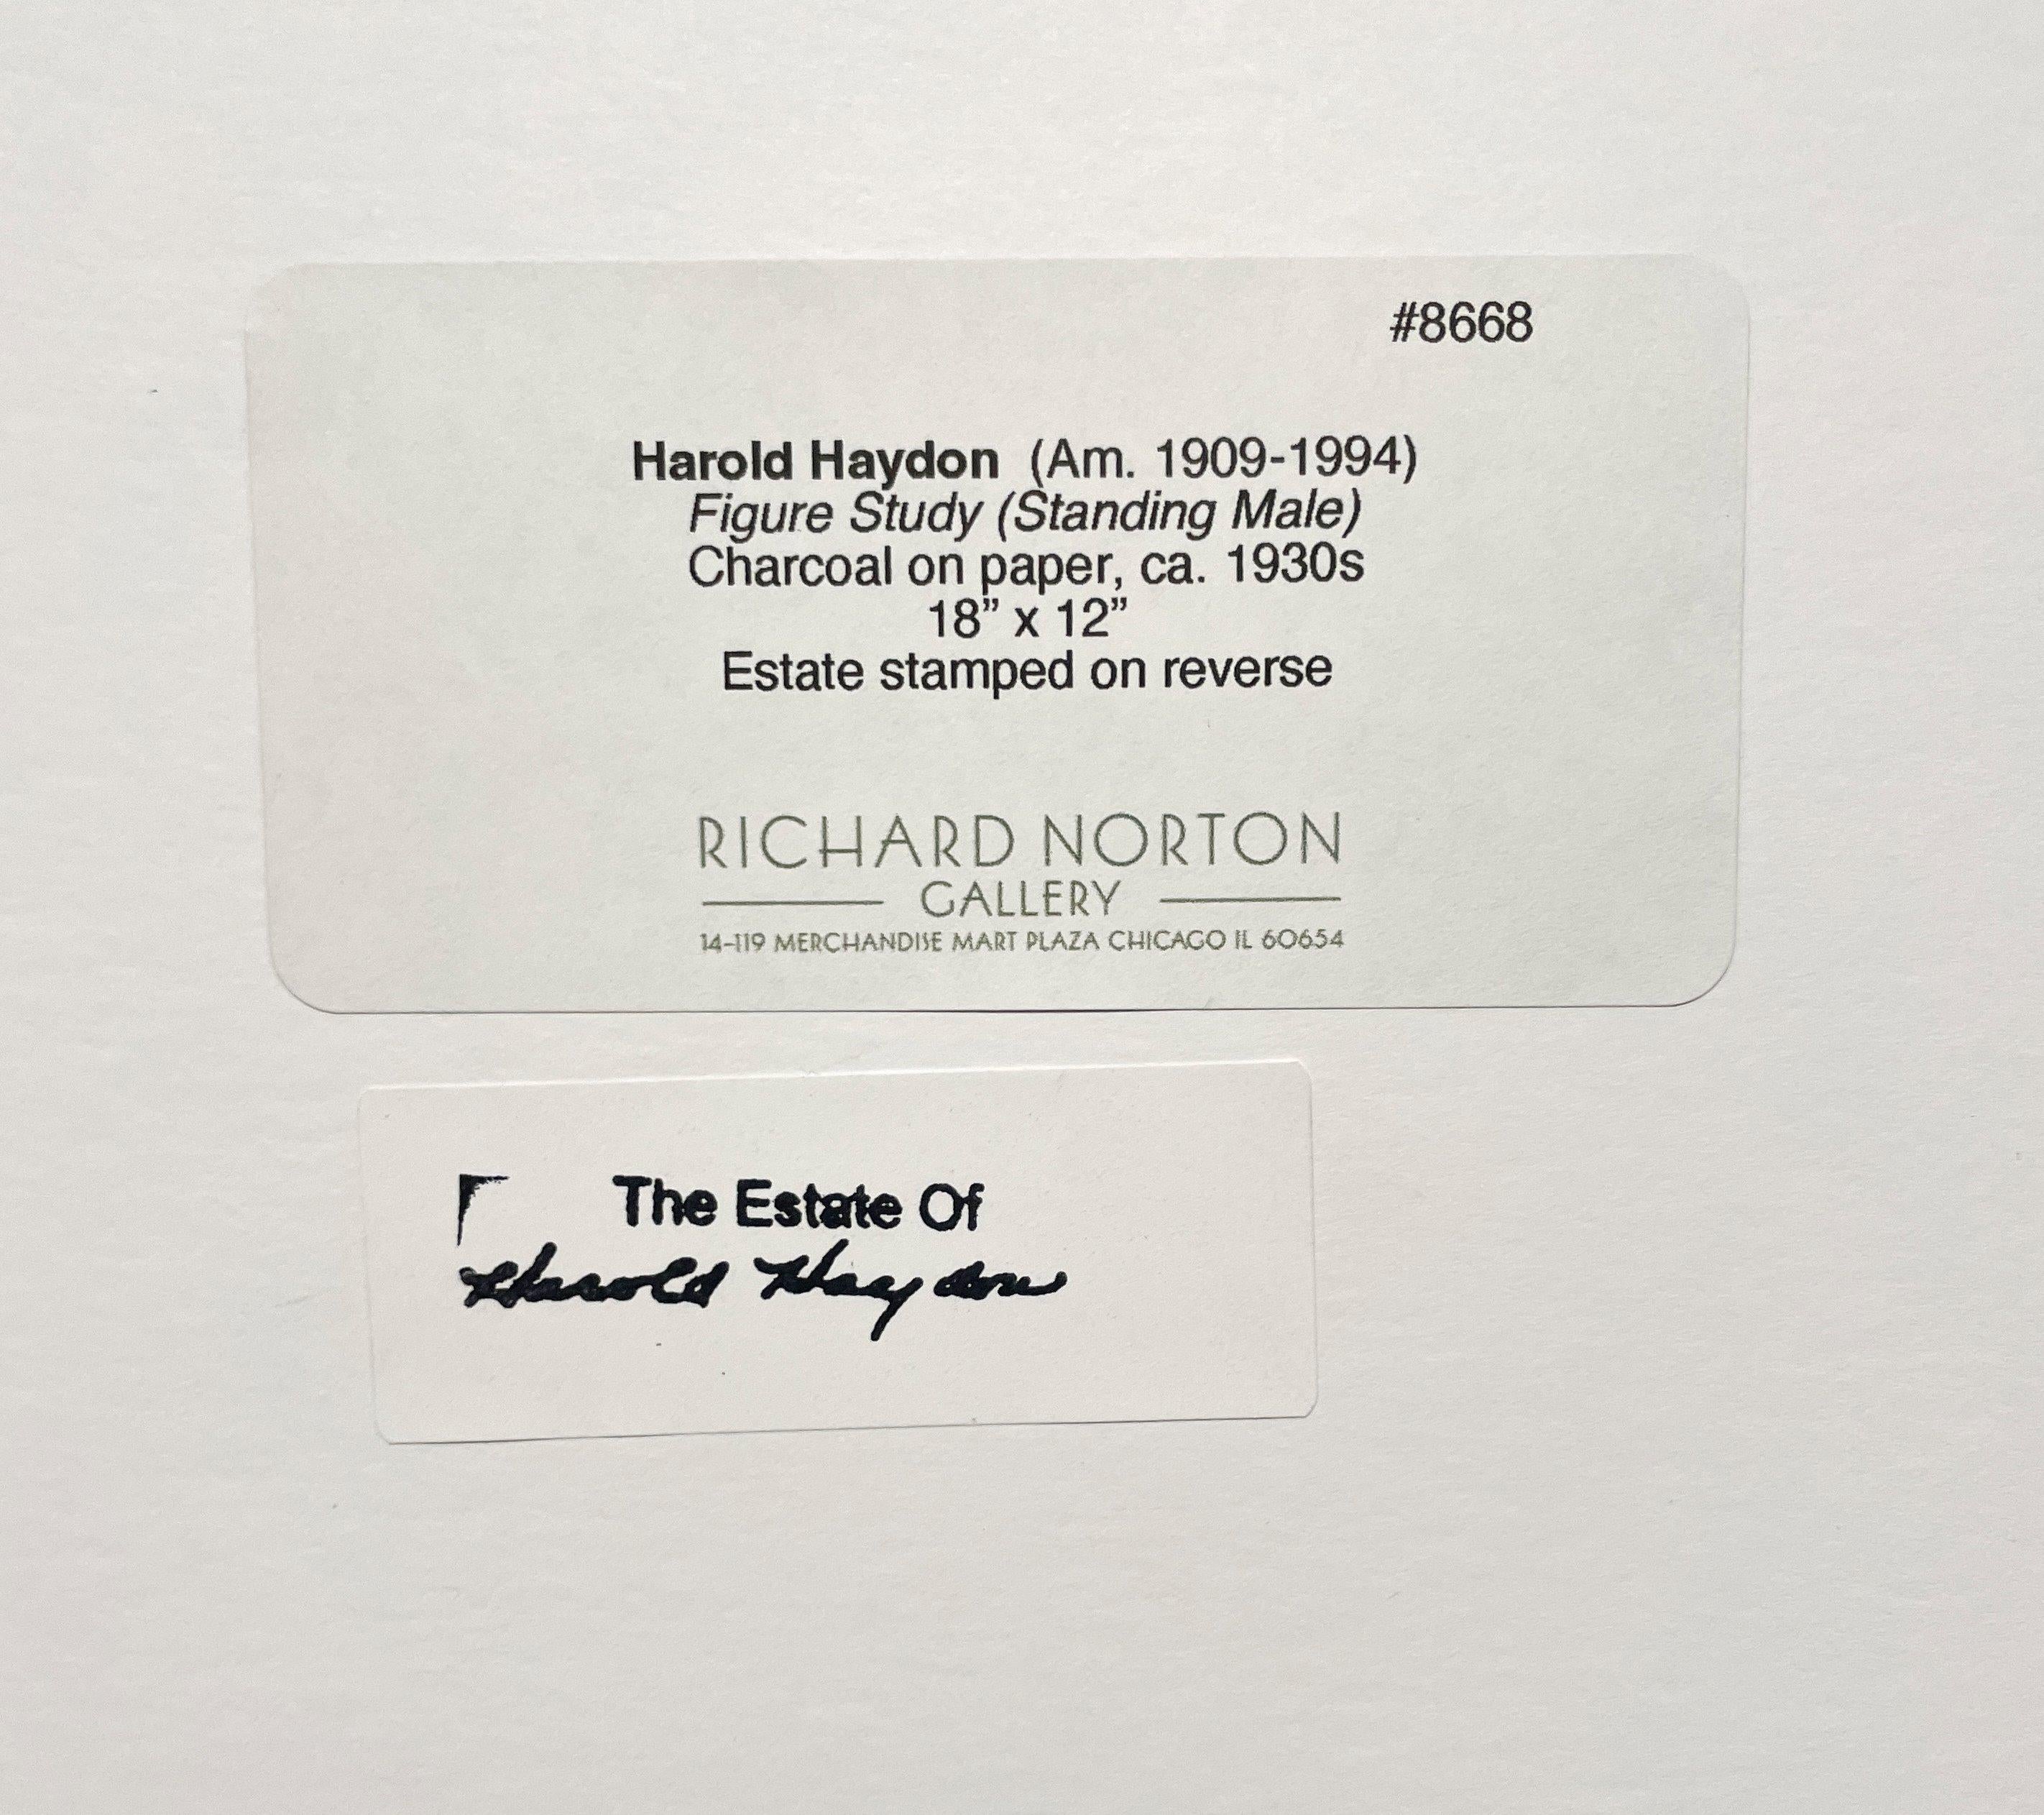 #8668
Harold Haydon (Am. 1909-1994)
Figure Study (Standing Male)
Charcoal on paper, ca. 1930s
18” x 12”
Estate stamped on reverse
RICHARD NORTON
GALLERY
14-119 MERCHANDISE MART PLAZA CHICAGO IL 60654
The Estate Of
Harold Haydon